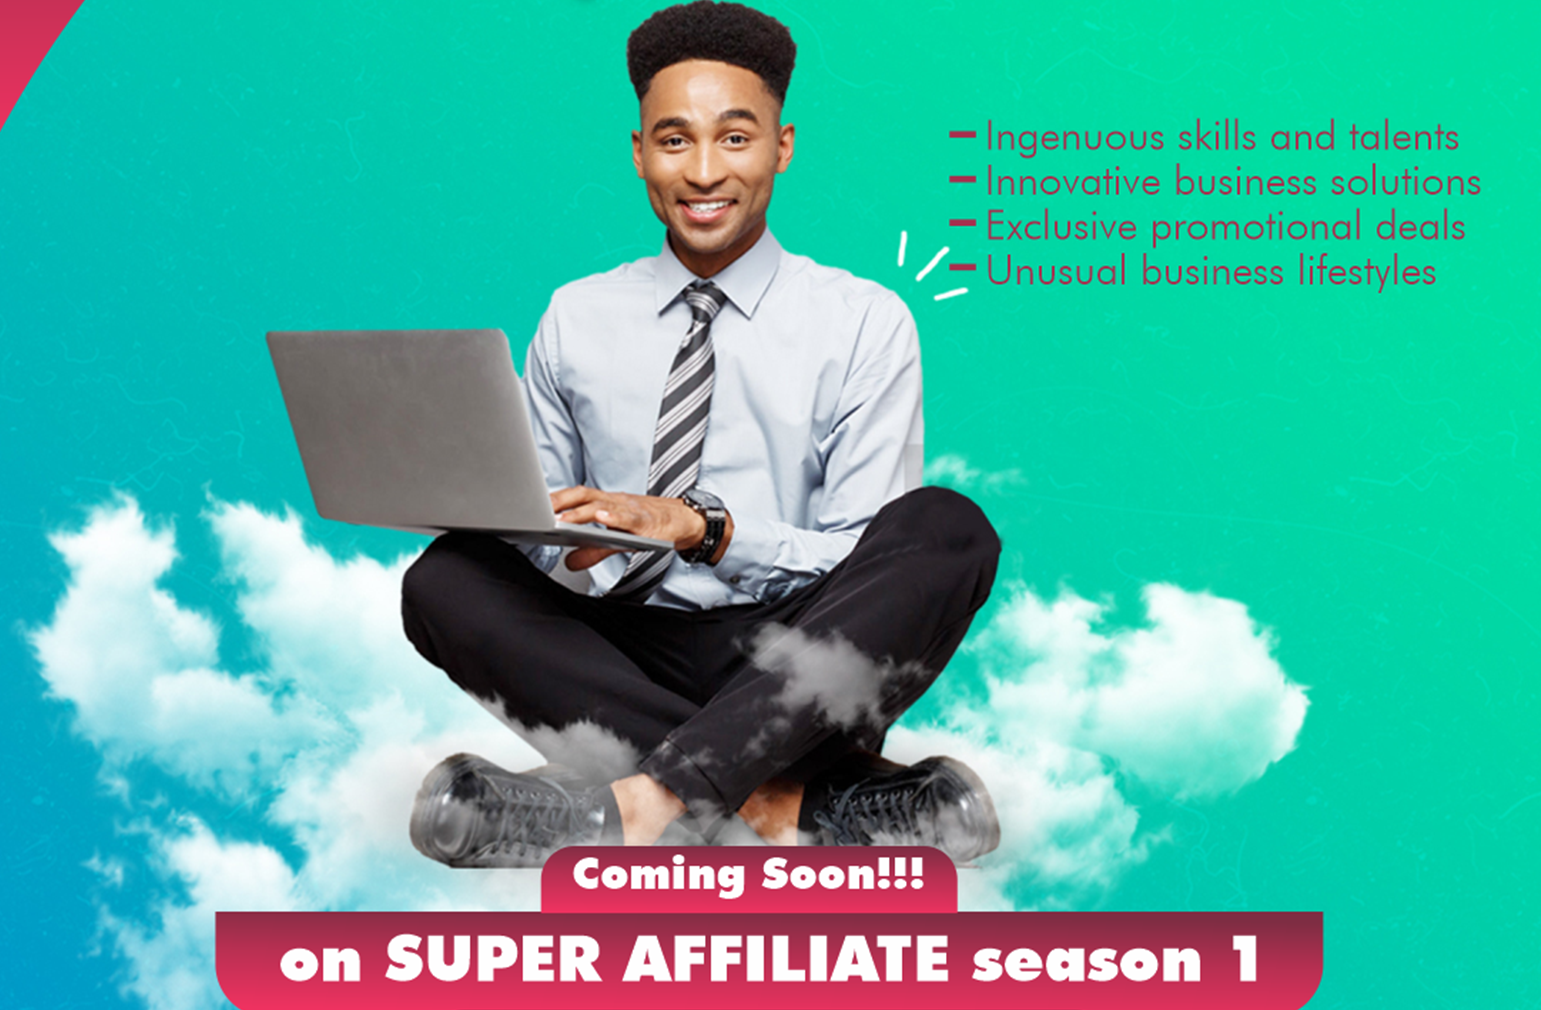 – Ingenuous skills and talents
– Innovative business solutions
– Exclusive promotional deals
– Unusual business lifestyles
Coming Soon!!!
on SUPER AFFILIATE season 1